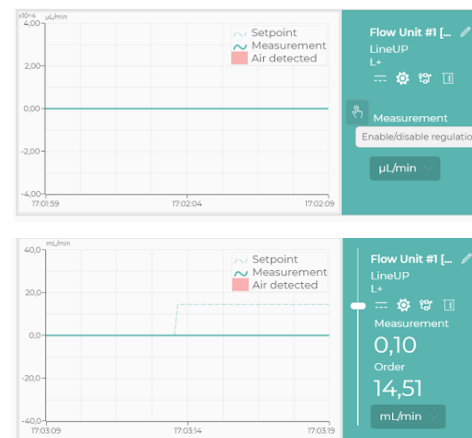 x10^4 µL/min
4,00
Setpoint
Measurement
Air detected
2,00
0,00
-2,00
-4,00
17:01:59
17:02:04
17:02:09
Flow Unit #1 [...
LineUP
L+
Measurement
Enable/disable regulatio
µL/min
mL/min
40,0
Setpoint
Measurement
Air detected
20,0
0,0
-20,0
-40,0
17:03:09
17:03:14
17:03:19
Flow Unit #1 [...
LineUP
L+
Measurement
0,10
Order
14,51
mL/min